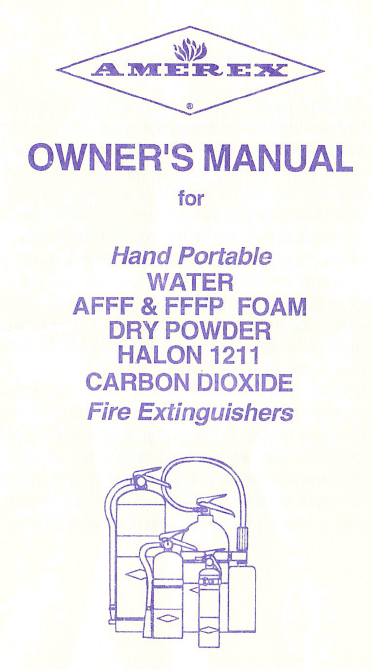 AMEREX
®
OWNER'S MANUAL
for
Hand Portable
WATER
AFFF & FFFP FOAM
DRY POWDER
HALON 1211
CARBON DIOXIDE
Fire Extinguishers